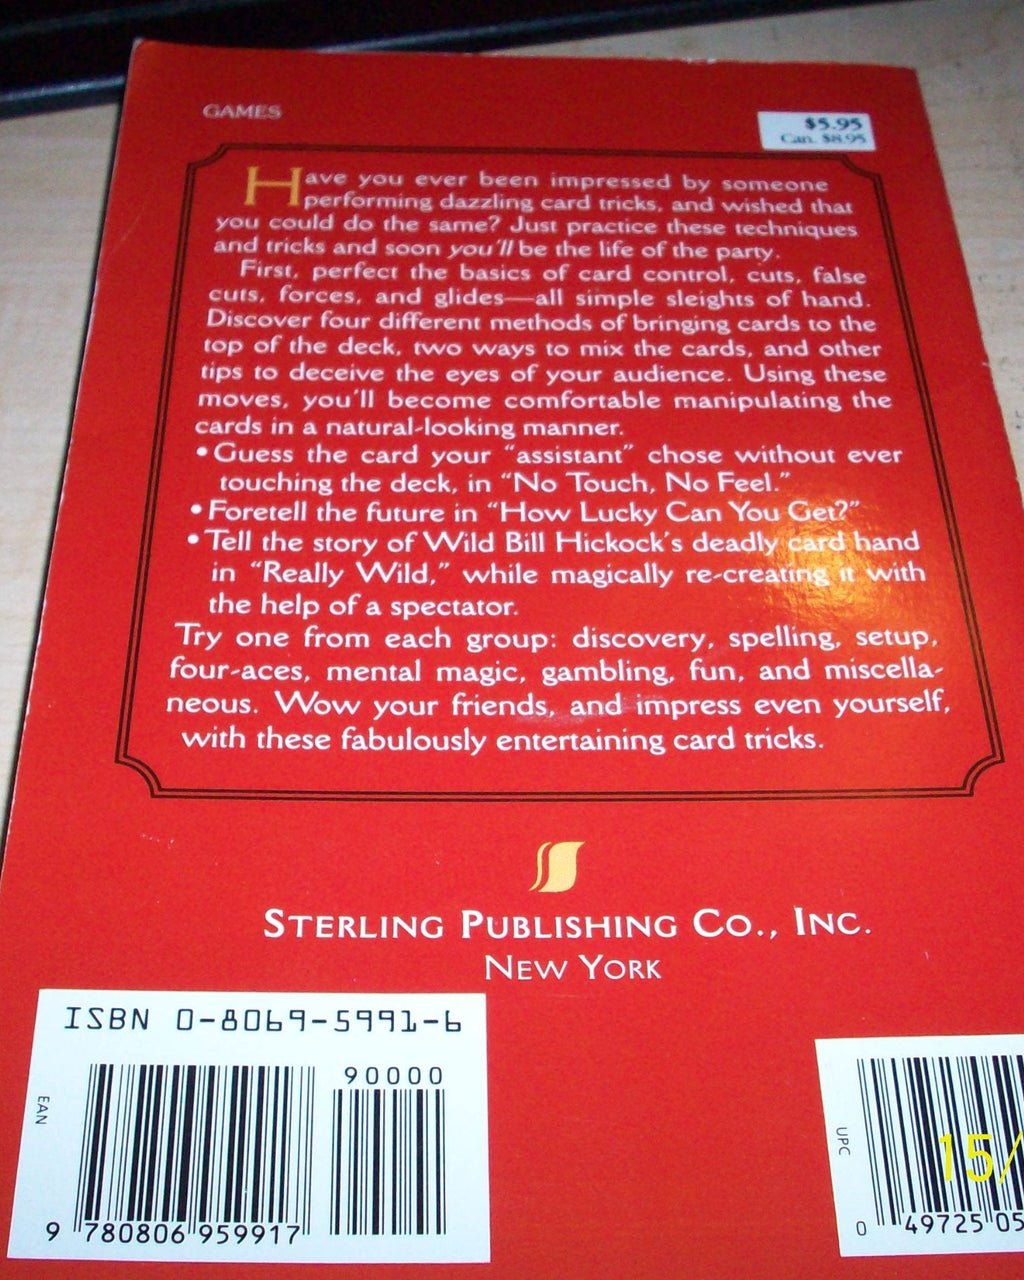 GAMES
$5.95
Can. $8.95
Have you ever been impressed by someone
performing dazzling card tricks, and wished that
you could do the same? Just practice these techniques
and tricks and soon you'll be the life of the party.
First, perfect the basics of card control, cuts, false
cuts, forces, and glides—all simple sleights of hand.
Discover four different methods of bringing cards to the
top of the deck, two ways to mix the cards, and other
tips to deceive the eyes of your audience. Using these
moves, you'll become comfortable manipulating the
cards in a natural-looking manner.
•Guess the card your “assistant” chose without ever
touching the deck, in “No Touch, No Feel.”
•Foretell the future in “How Lucky Can You Get?”
•Tell the story of Wild Bill Hickock's deadly card hand
in “Really Wild,” while magically re-creating it with
the help of a spectator.
Try one from each group: discovery, spelling, setup,
four-aces, mental magic, gambling, fun, and miscella-
neous. Wow your friends, and impress even yourself,
with these fabulously entertaining card tricks.
STERLING PUBLISHING CO., INC.
NEW YORK
ISBN 0-8069-5991-6
90000
EAN
9 780806 959917
UPC
0 49725 05
15/